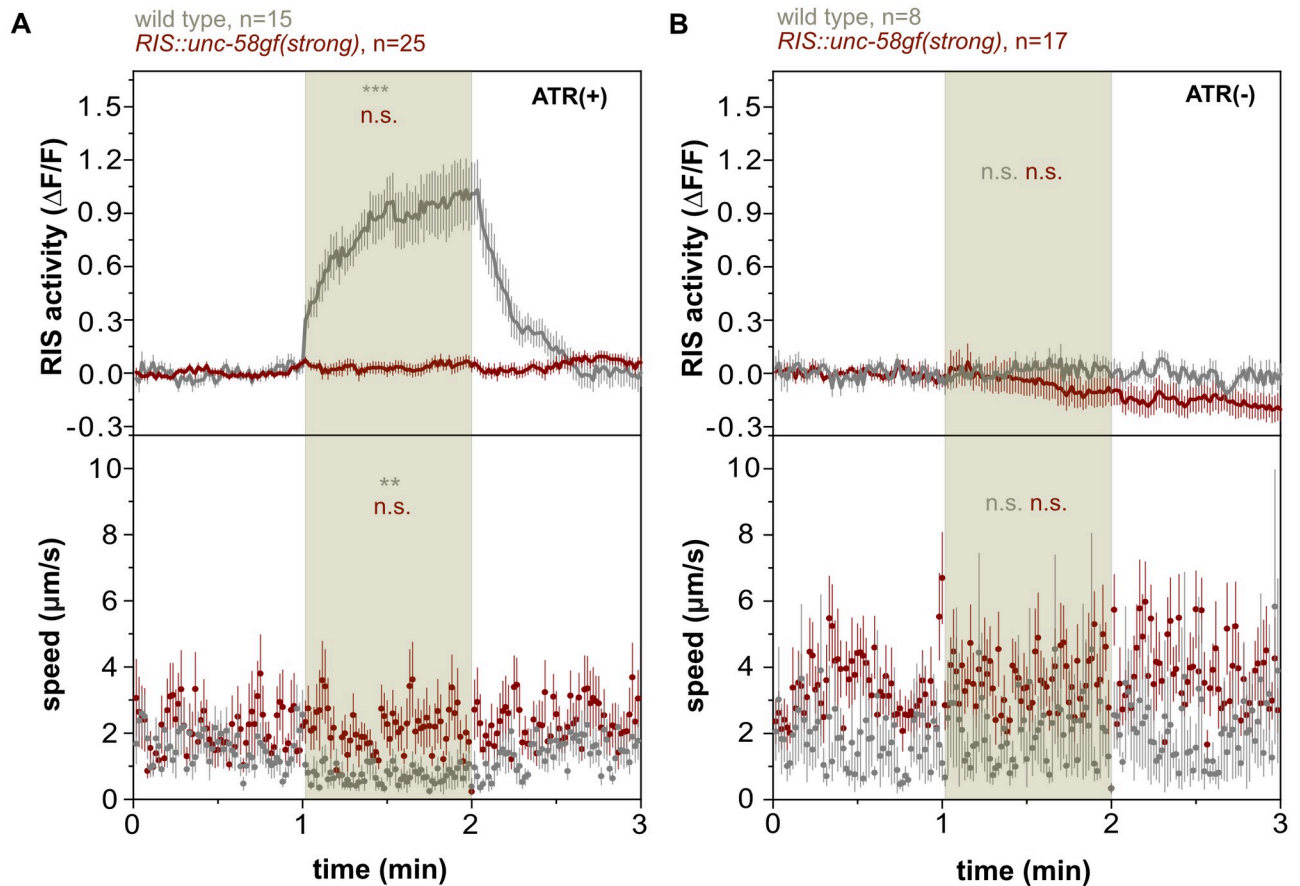 A
wild type, n=15
RIS::unc-58gf(strong), n=25
RIS activity (ΔF/F)
1.5
1.2
0.9
0.6
0.3
0.0
-0.3
***
n.s.
ATR(+)
speed (µm/s)
10
8
6
4
2
0
**
n.s.
0
1
2
3
time (min)
B
wild type, n=8
RIS::unc-58gf(strong), n=17
RIS activity (ΔF/F)
1.5
1.2
0.9
0.6
0.3
0.0
-0.3
ATR(-)
n.s. n.s.
speed (µm/s)
10
8
6
4
2
0
n.s. n.s.
0
1
2
3
time (min)